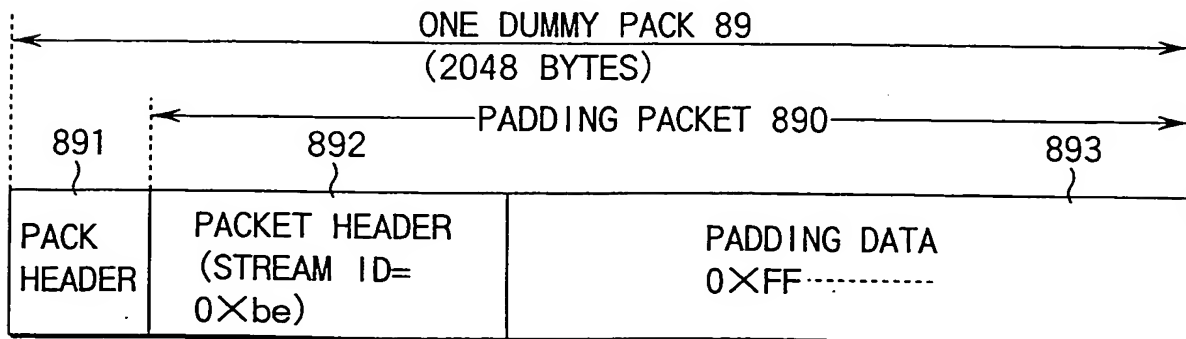 ONE DUMMY PACK 89
(2048 BYTES)
PADDING PACKET 890
891
892
893
PACK
HEADER
PACKET HEADER
(STREAM ID=
0×be)
PADDING DATA
0×FF----------